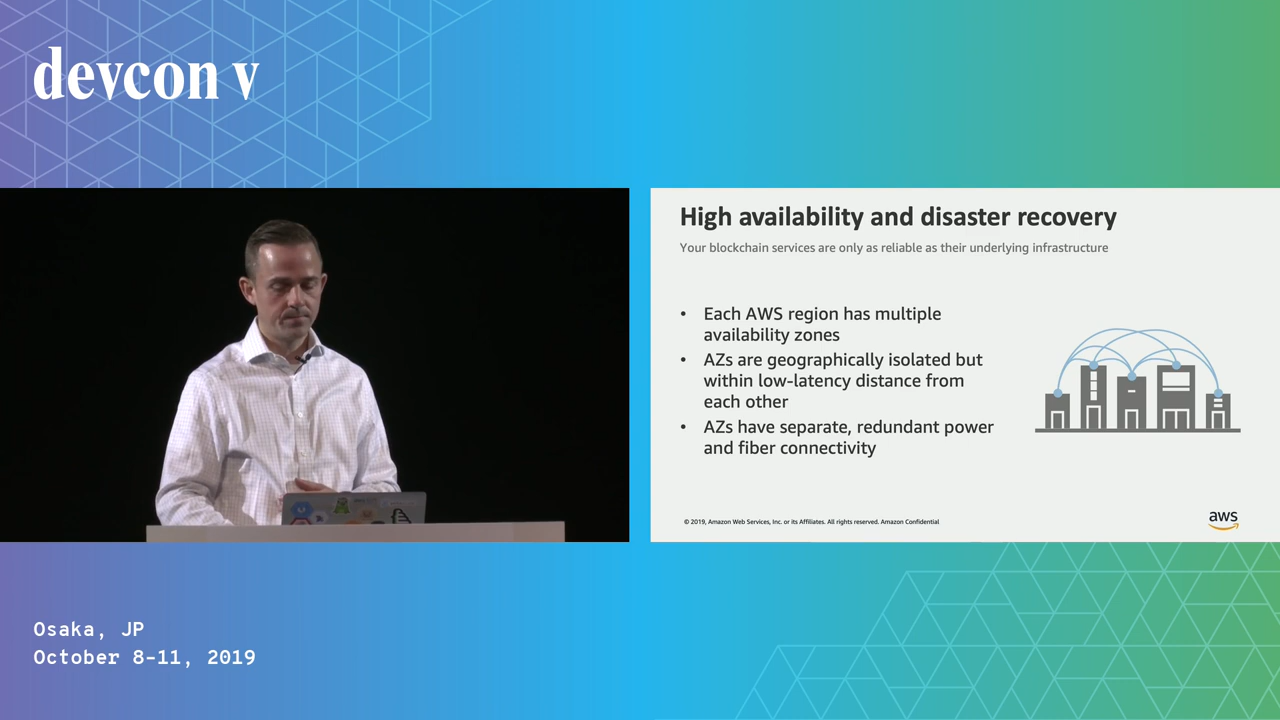 devcon v
High availability and disaster recovery
Your blockchain services are only as reliable as their underlying infrastructure
• Each AWS region has multiple
availability zones
• AZs are geographically isolated but
within low-latency distance from
each other
• AZs have separate, redundant power
and fiber connectivity
© 2019, Amazon Web Services, Inc. or its Affiliates. All rights reserved. Amazon Confidential
aws
Osaka, JP
October 8-11, 2019